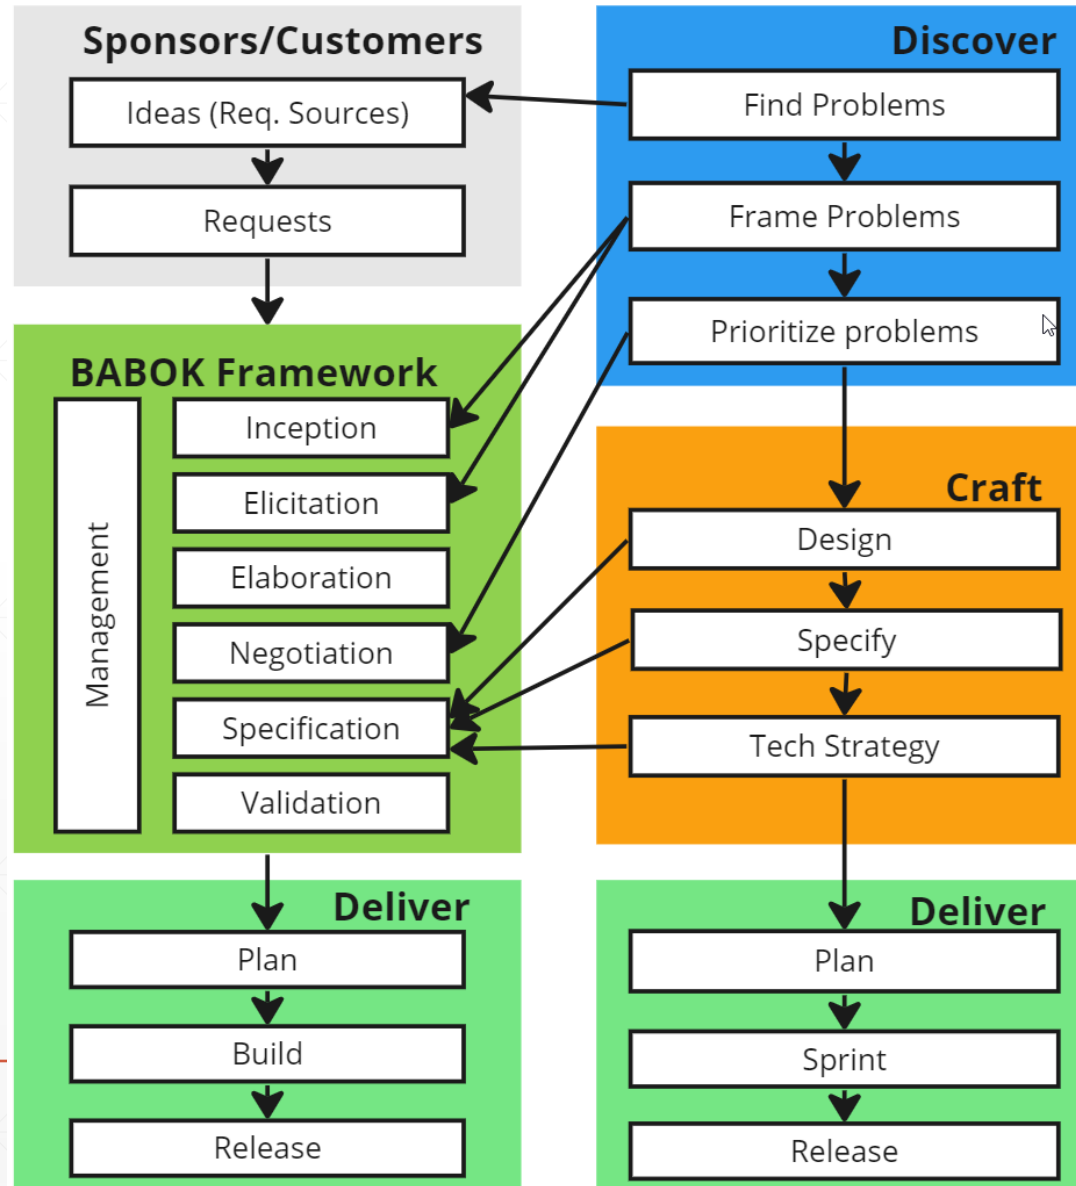 Sponsors/Customers
Ideas (Req. Sources)
Requests
BABOK Framework
Management
Inception
Elicitation
Elaboration
Negotiation
Specification
Validation
Deliver
Plan
Build
Release
Discover
Find Problems
Frame Problems
Prioritize problems
Craft
Design
Specify
Tech Strategy
Deliver
Plan
Sprint
Release